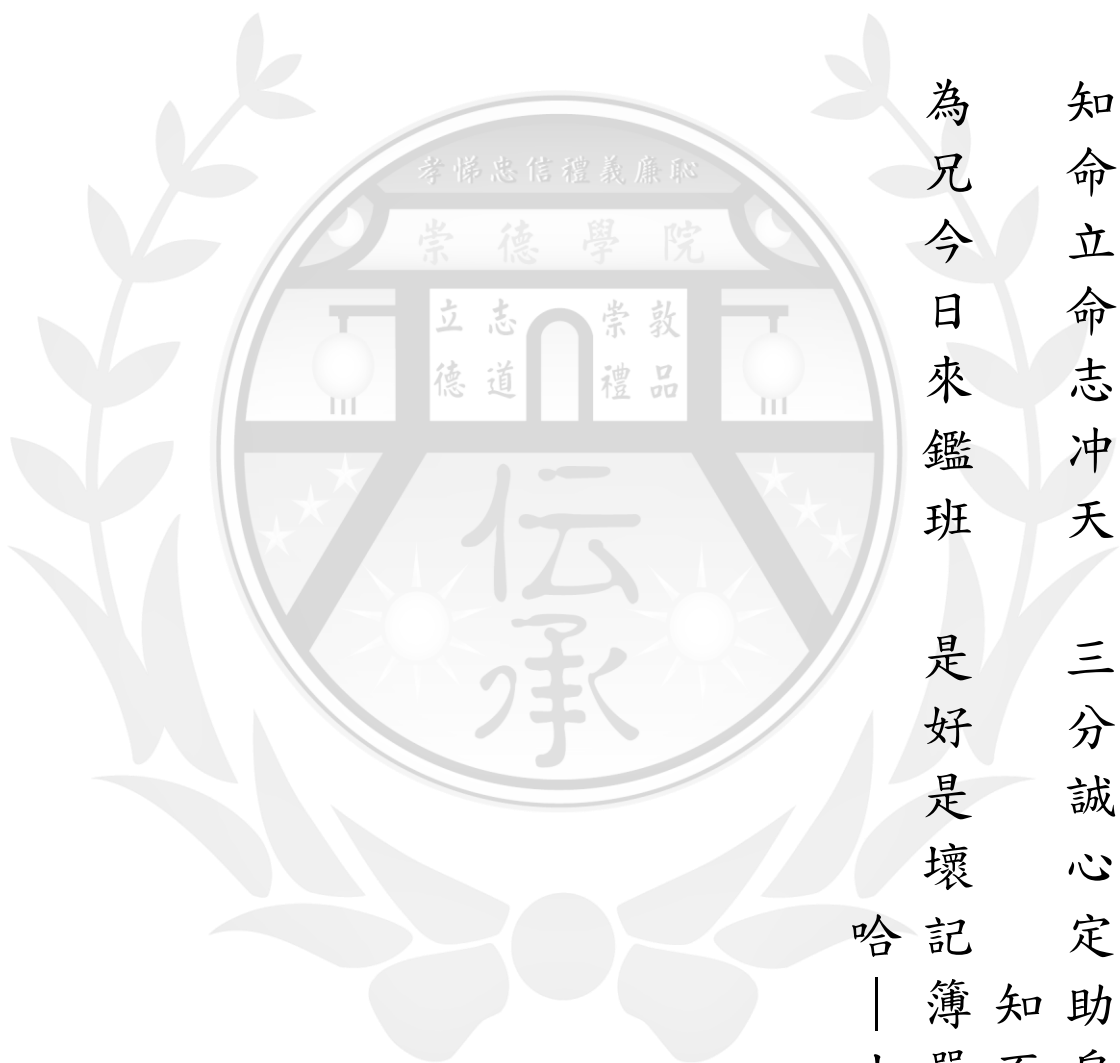 知命立命志冲天　三分誠心定助
知
為兄今日來鑑班　是好是壞記簿
哈｜
孝悌忠信禮義廉恥
崇德學院
立志　崇敦
德道　禮品
伝承